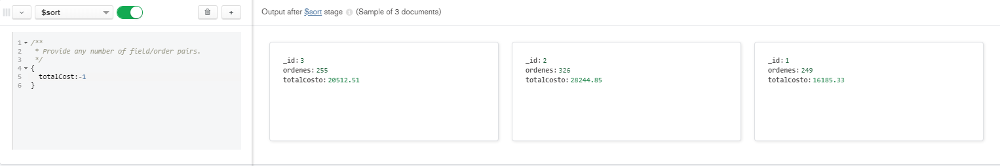 $sort
+
Output after $sort stage (Sample of 3 documents)
1 /**
2 * Provide any number of field/order pairs.
3 */
4 {
5 totalCost:-1
6 }
_id: 3
ordenes: 255
totalCosto: 20512.51
_id: 2
ordenes: 326
totalCosto: 28244.85
_id: 1
ordenes: 249
totalCosto: 16185.33